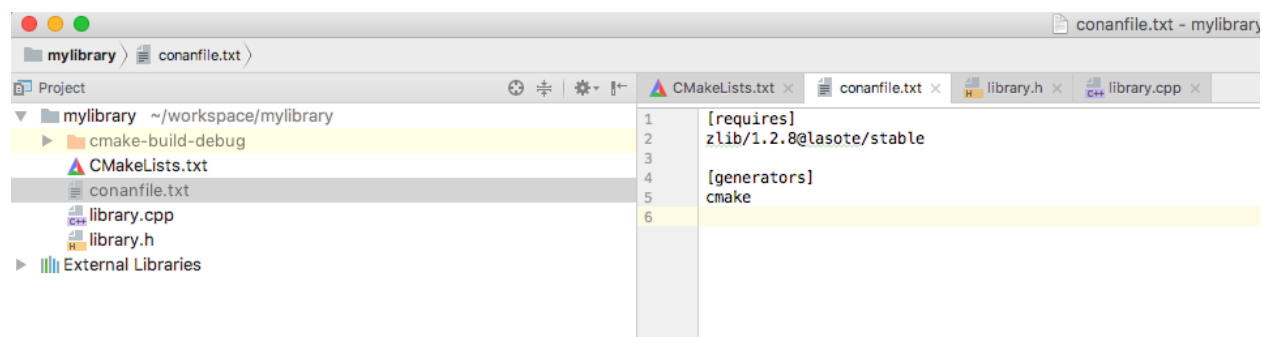 conanfile.txt - mylibrary
mylibrary conanfile.txt
Project
CMakeLists.txt conanfile.txt library.h library.cpp
mylibrary ~/workspace/mylibrary
cmake-build-debug
CMakeLists.txt
conanfile.txt
library.cpp
library.h
External Libraries
1 [requires]
2 zlib/1.2.8@lasote/stable
3
4 [generators]
5 cmake
6